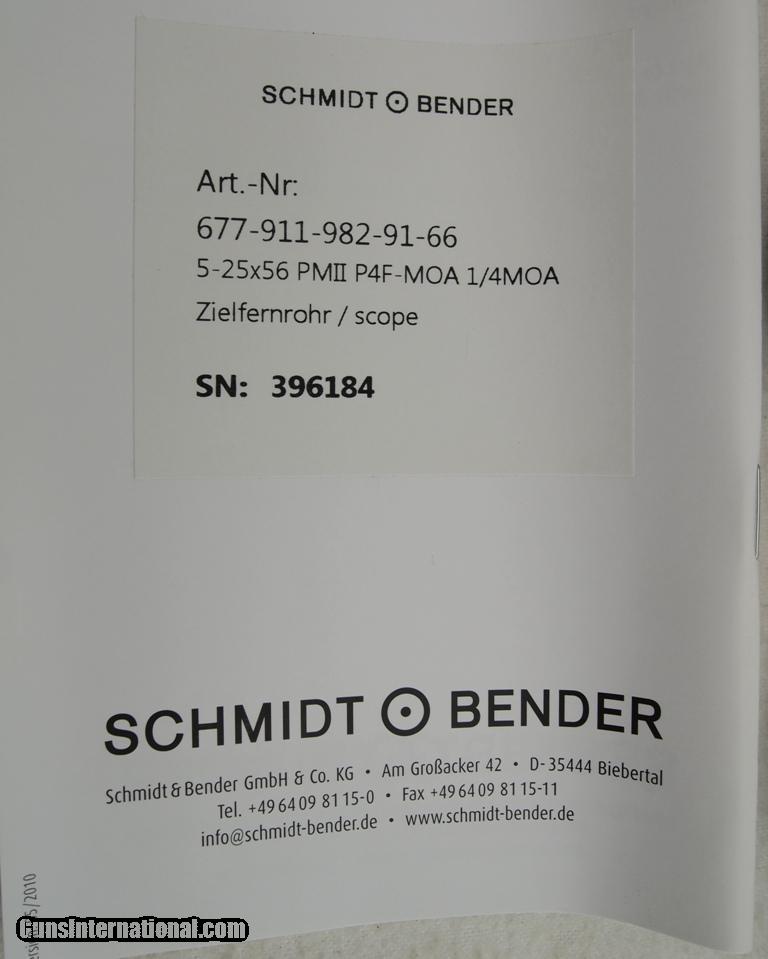 SCHMIDT BENDER
Art.-Nr:
677-911-982-91-66
5-25x56 PMII P4F-MOA 1/4MOA
Zielfernrohr / scope
SN: 396184
SCHMIDT BENDER
Schmidt & Bender GmbH & Co. KG • Am Großacker 42 • D-35444 Biebertal
Tel. +49 64 09 81 15-0 • Fax +49 64 09 81 15-11
info@schmidt-bender.de • www.schmidt-bender.de
5/2010
GunsInternational.com